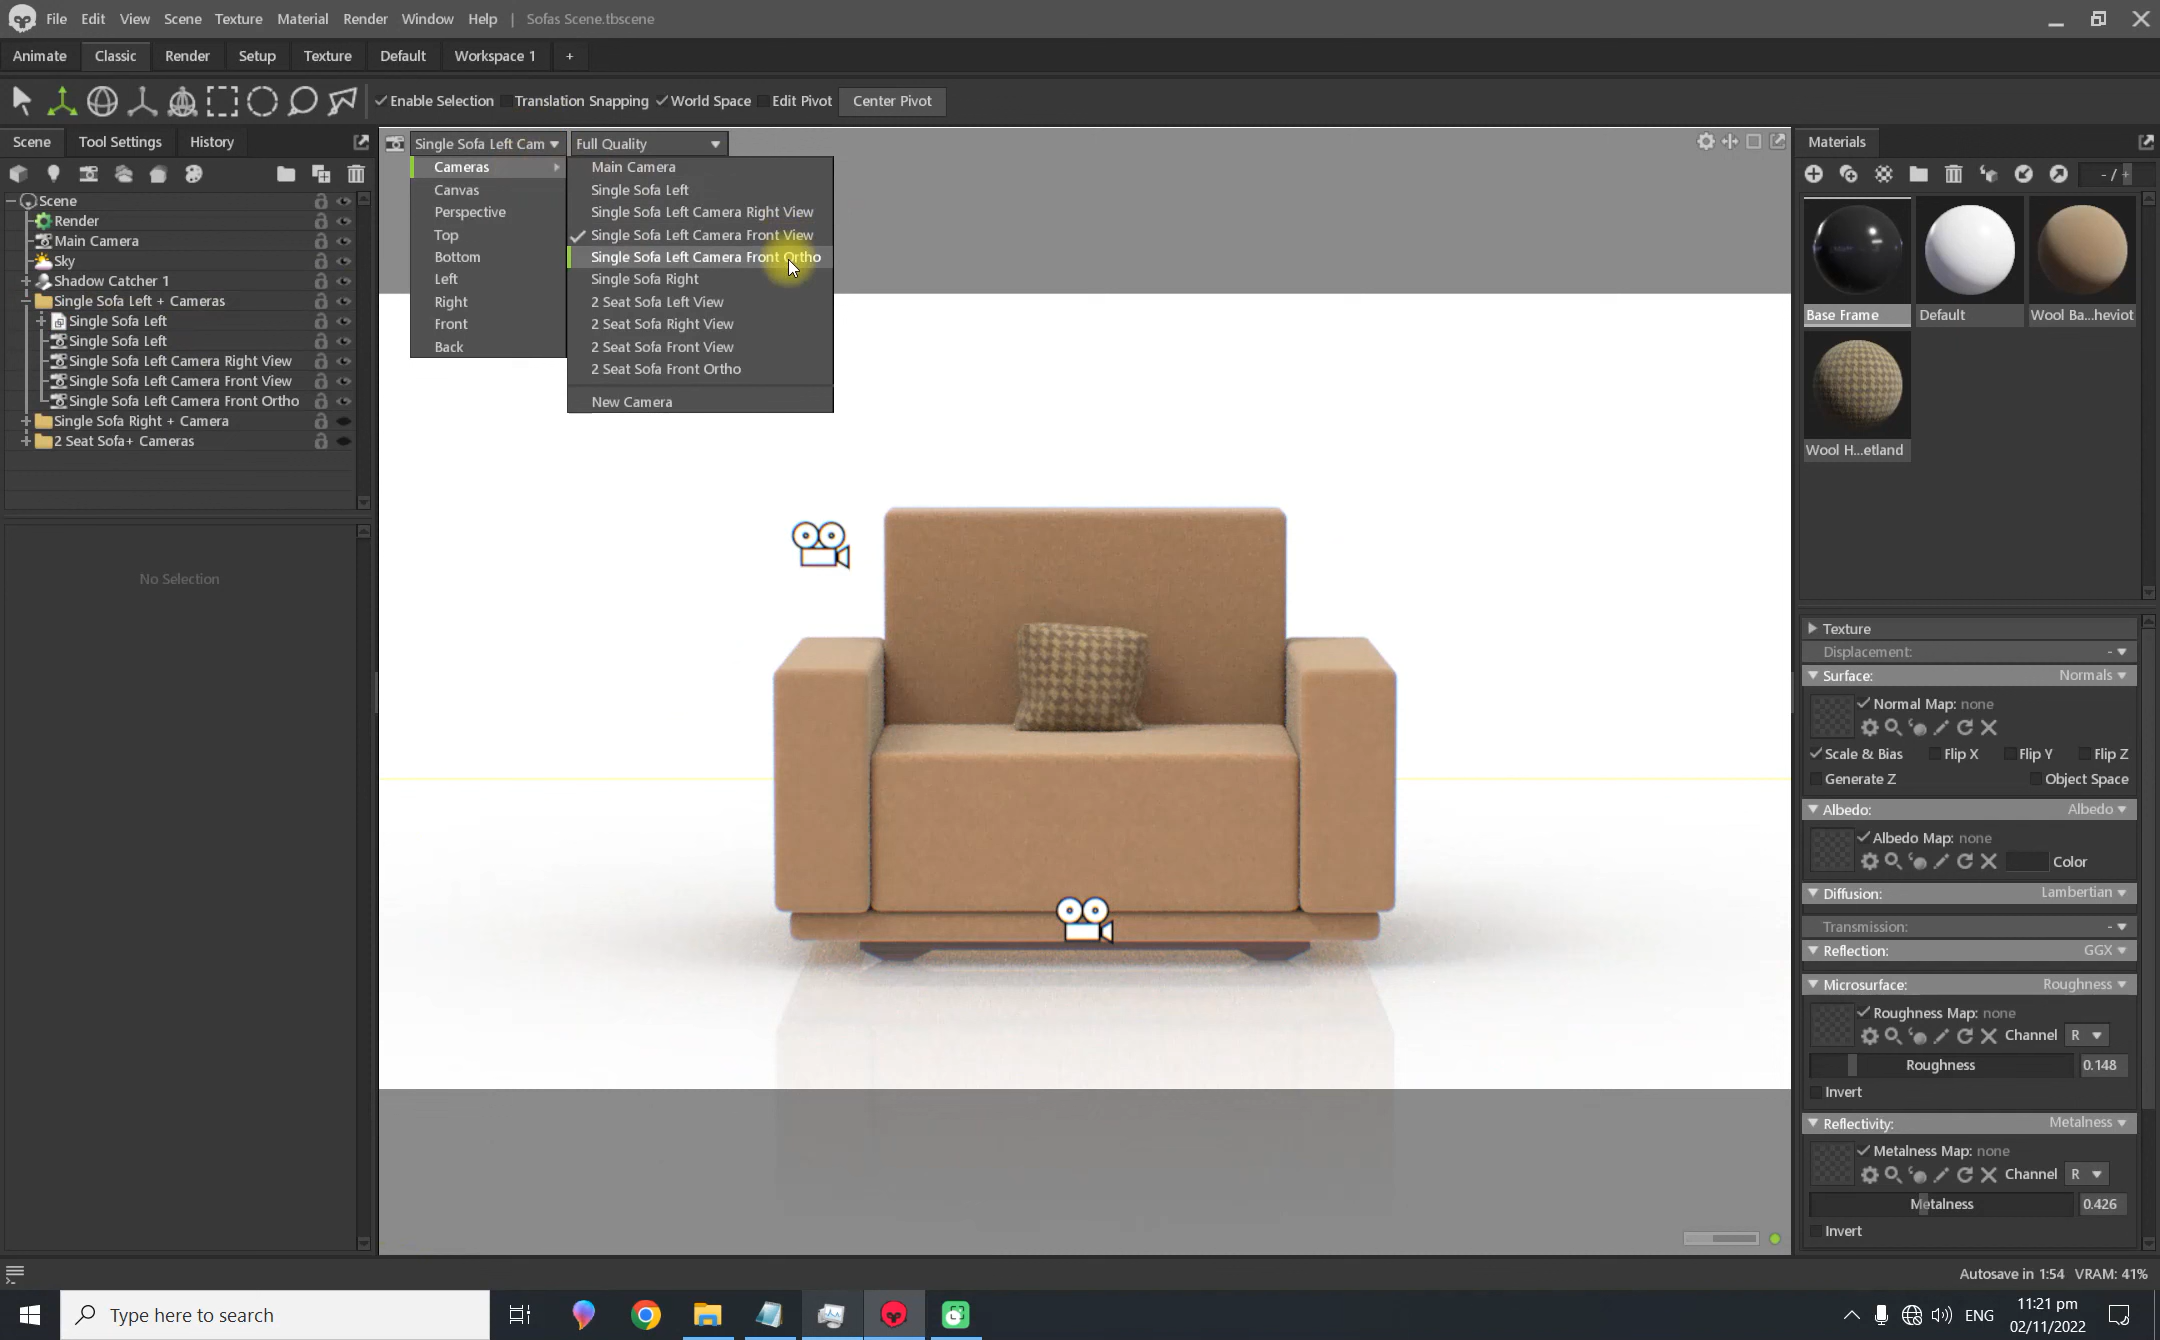 File Edit View Scene Texture Material Render Window Help | Sofas Scene.tbscene
Animate Classic Render Setup Texture Default Workspace 1 +
Enable Selection Translation Snapping World Space Edit Pivot Center Pivot
Scene Tool Settings History
Scene
Render
Main Camera
Sky
Shadow Catcher 1
Single Sofa Left + Cameras
Single Sofa Left
Single Sofa Left
Single Sofa Left Camera Right View
Single Sofa Left Camera Front View
Single Sofa Left Camera Front Ortho
Single Sofa Right + Camera
2 Seat Sofa+ Cameras
No Selection
Single Sofa Left Cam Full Quality
Cameras
Canvas
Perspective
Top
Bottom
Left
Right
Front
Back
Main Camera
Single Sofa Left
Single Sofa Left Camera Right View
Single Sofa Left Camera Front View
Single Sofa Left Camera Front Ortho
Single Sofa Right
2 Seat Sofa Left View
2 Seat Sofa Right View
2 Seat Sofa Front View
2 Seat Sofa Front Ortho
New Camera
Materials
- / +
Base Frame Default Wool Ba...heviot
Wool H...etland
Texture
Displacement: -
Surface: Normals
Normal Map: none
Scale & Bias Flip X Flip Y Flip Z
Generate Z Object Space
Albedo: Albedo
Albedo Map: none
Color
Diffusion: Lambertian
Transmission: -
Reflection: GGX
Microsurface: Roughness
Roughness Map: none
Channel R
Roughness 0.148
Invert
Reflectivity: Metalness
Metalness Map: none
Channel R
Metalness 0.426
Invert
Autosave in 1:54 VRAM: 41%
Type here to search
ENG
11:21 pm
02/11/2022